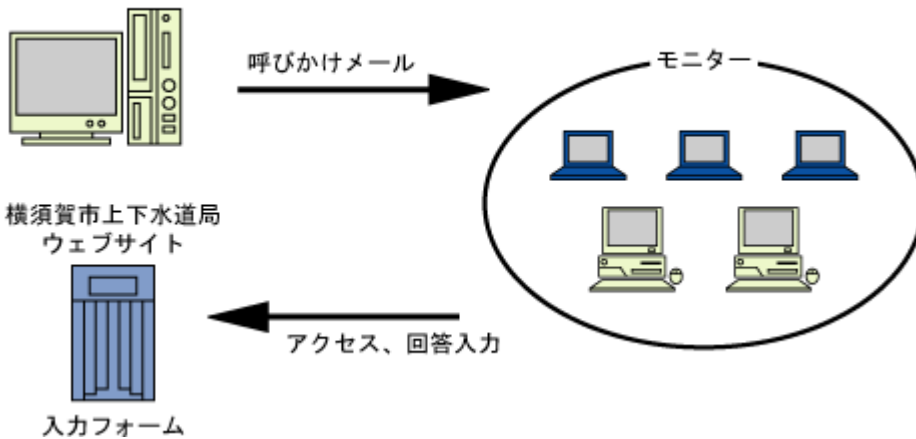 呼びかけメール
モニター
横須賀市上下水道局
ウェブサイト
アクセス、回答入力
入力フォーム